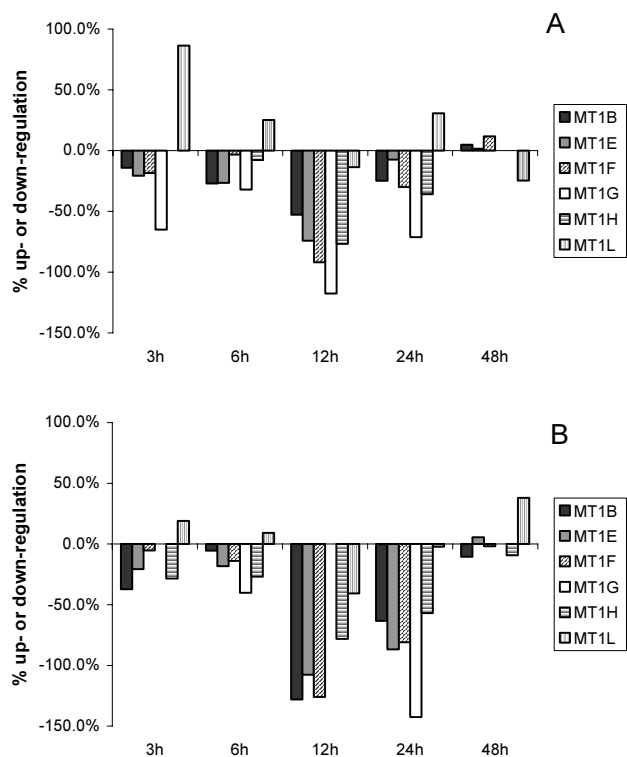 A
100.0%
50.0%
0.0%
-50.0%
-100.0%
-150.0%
% up- or down-regulation
3h 6h 12h 24h 48h
MT1B
MT1E
MT1F
MT1G
MT1H
MT1L
B
100.0%
50.0%
0.0%
-50.0%
-100.0%
-150.0%
% up- or down-regulation
3h 6h 12h 24h 48h
MT1B
MT1E
MT1F
MT1G
MT1H
MT1L